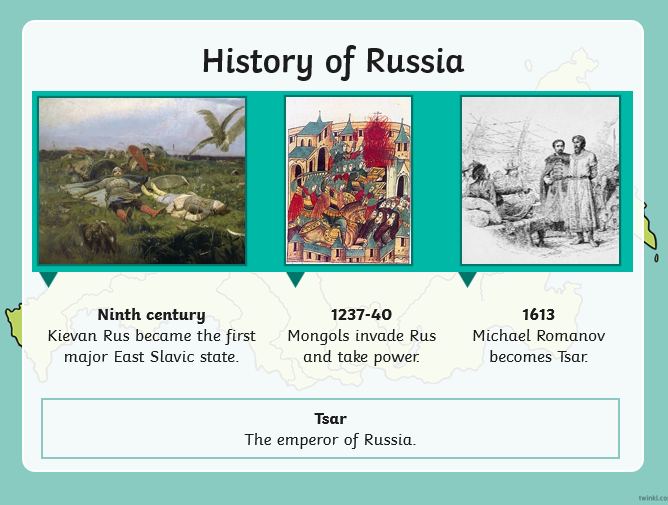 History of Russia
Ninth century
Kievan Rus became the first
major East Slavic state.
1237-40
Mongols invade Rus
and take power.
1613
Michael Romanov
becomes Tsar.
Tsar
The emperor of Russia.
twinkl.co